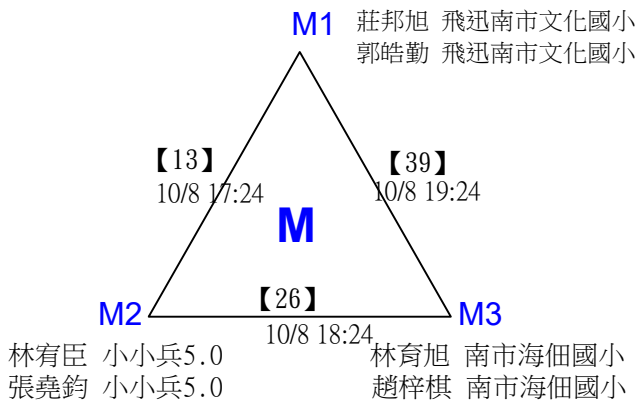 M1 莊邦旭 飛迅南市文化國小
郭皓勤 飛迅南市文化國小
【13】
10/8 17:24
【39】
10/8 19:24
M
【26】
10/8 18:24
M2
林宥臣 小小兵5.0
張堯鈞 小小兵5.0
M3
林育旭 南市海佃國小
趙梓棋 南市海佃國小